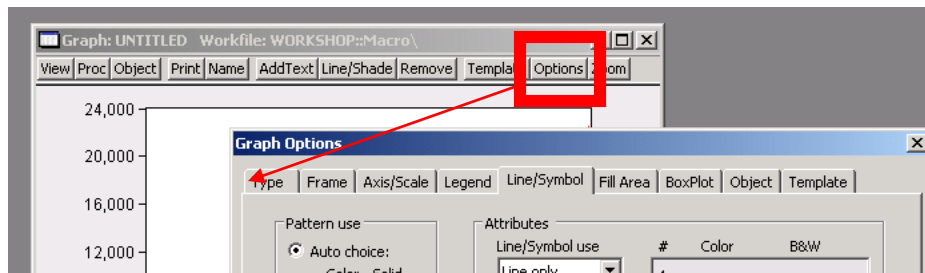 Graph: UNTITLED Workfile: WORKSHOP::Macro\
View Proc Object Print Name AddText Line/Shade Remove Options
24,000
Graph Options
20,000
Type Frame Axis/Scale Legend Line/Symbol Fill Area BoxPlot Object Template
16,000
Pattern use Attributes
Auto choice: Line/Symbol use # Color B&W
12,000
Color Solid Line only